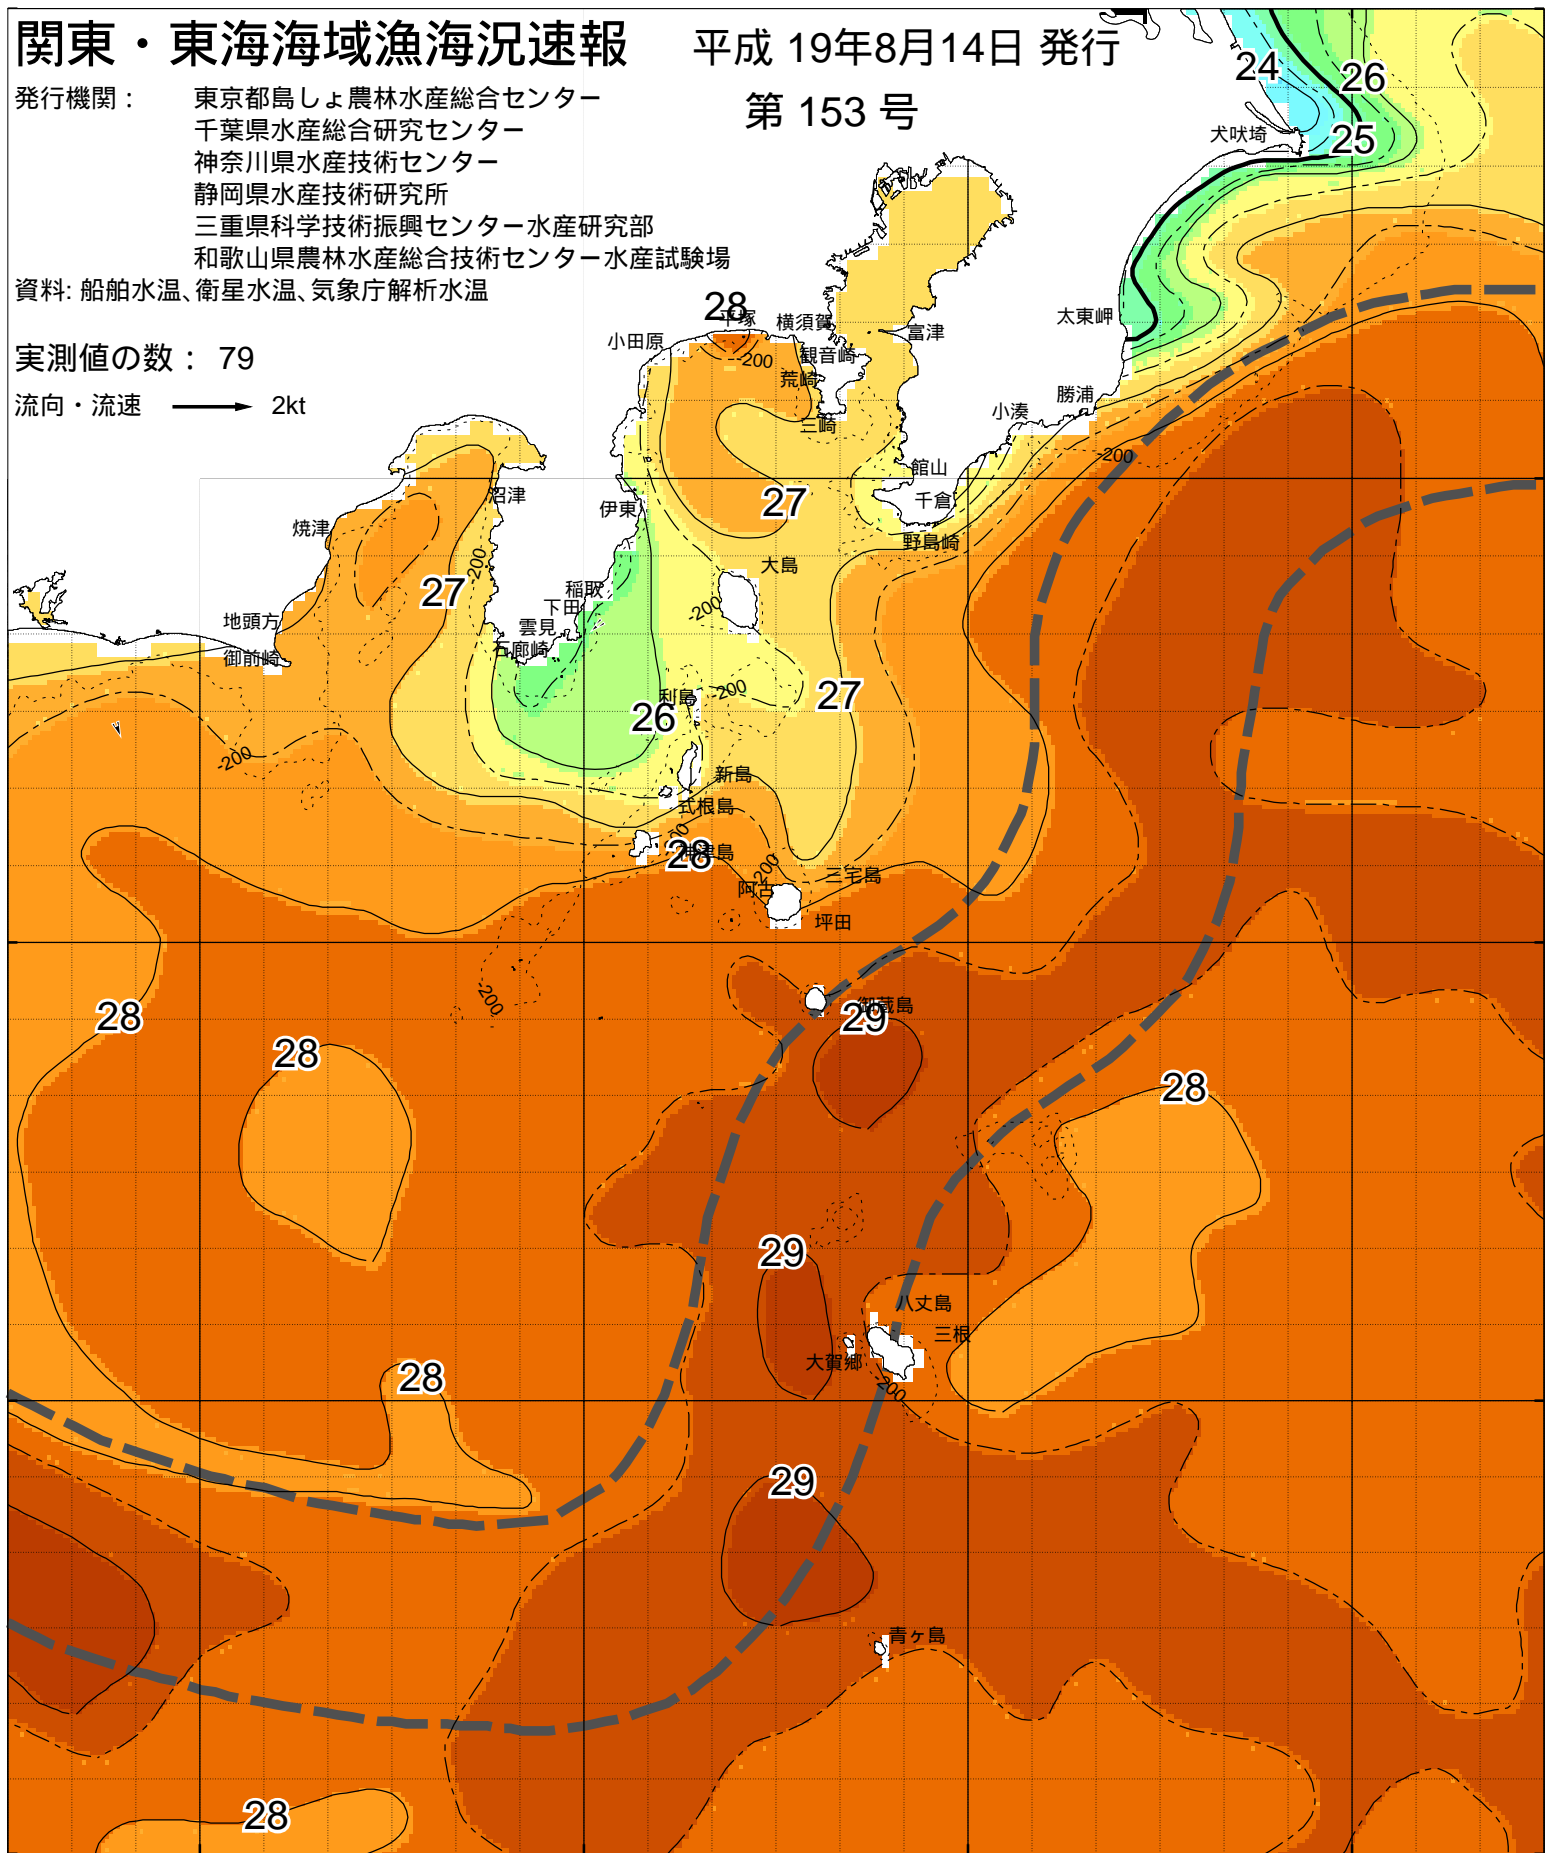 関東・東海海域漁海況速報
平成 19年8月14日 発行
第 153 号
発行機関： 東京都島しょ農林水産総合センター
千葉県水産総合研究センター
神奈川県水産技術センター
静岡県水産技術研究所
三重県科学技術振興センター水産研究部
和歌山県農林水産総合技術センター水産試験場
資料: 船舶水温、衛星水温、気象庁解析水温
実測値の数： 79
流向・流速 2kt
24
26
25
犬吠埼
28
平塚
横須賀
小田原
観音崎
富津
太東岬
-200
荒崎
勝浦
三崎
小湊
-200
館山
沼津
27
千倉
伊東
焼津
野島崎
-200
大島
27
稲取
下田
-200
地頭方
雲見
石廊崎
御前崎
利島
-200
27
26
-200
新島
式根島
神津島
28
-200
三宅島
阿古
坪田
-200
御蔵島
29
28
28
28
29
八丈島
三根
大賀郷
-200
28
29
青ヶ島
28